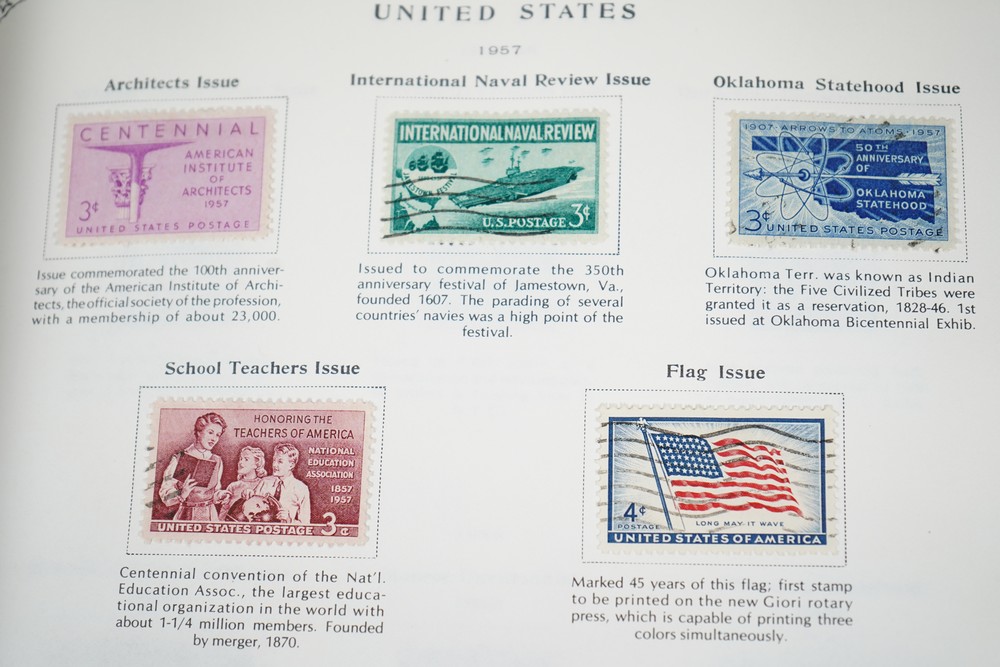 UNITED STATES
1957
Architects Issue
CENTENNIAL
AMERICAN
INSTITUTE
OF
ARCHITECTS
1957
3¢
UNITED STATES POSTAGE
Issue commemorated the 100th anniver-
sary of the American Institute of Archi-
tects, the official society of the profession,
with a membership of about 23,000.
International Naval Review Issue
INTERNATIONAL NAVAL REVIEW
JAMESTOWN FESTIVAL
U.S. POSTAGE 3¢
Issued to commemorate the 350th
anniversary festival of Jamestown, Va.,
founded 1607. The parading of several
countries' navies was a high point of the
festival.
Oklahoma Statehood Issue
1907·ARROWS TO ATOMS·1957
50TH
ANNIVERSARY
OF
OKLAHOMA
STATEHOOD
3¢
UNITED STATES POSTAGE
Oklahoma Terr. was known as Indian
Territory: the Five Civilized Tribes were
granted it as a reservation, 1828-46. 1st
issued at Oklahoma Bicentennial Exhib.
School Teachers Issue
HONORING THE
TEACHERS OF AMERICA
NATIONAL
EDUCATION
ASSOCIATION
1857
1957
UNITED STATES POSTAGE 3¢
Centennial convention of the Nat'l.
Education Assoc., the largest educa-
tional organization in the world with
about 1-1/4 million members. Founded
by merger, 1870.
Flag Issue
4¢
POSTAGE
LONG MAY IT WAVE
UNITED STATES OF AMERICA
Marked 45 years of this flag; first stamp
to be printed on the new Giori rotary
press, which is capable of printing three
colors simultaneously.